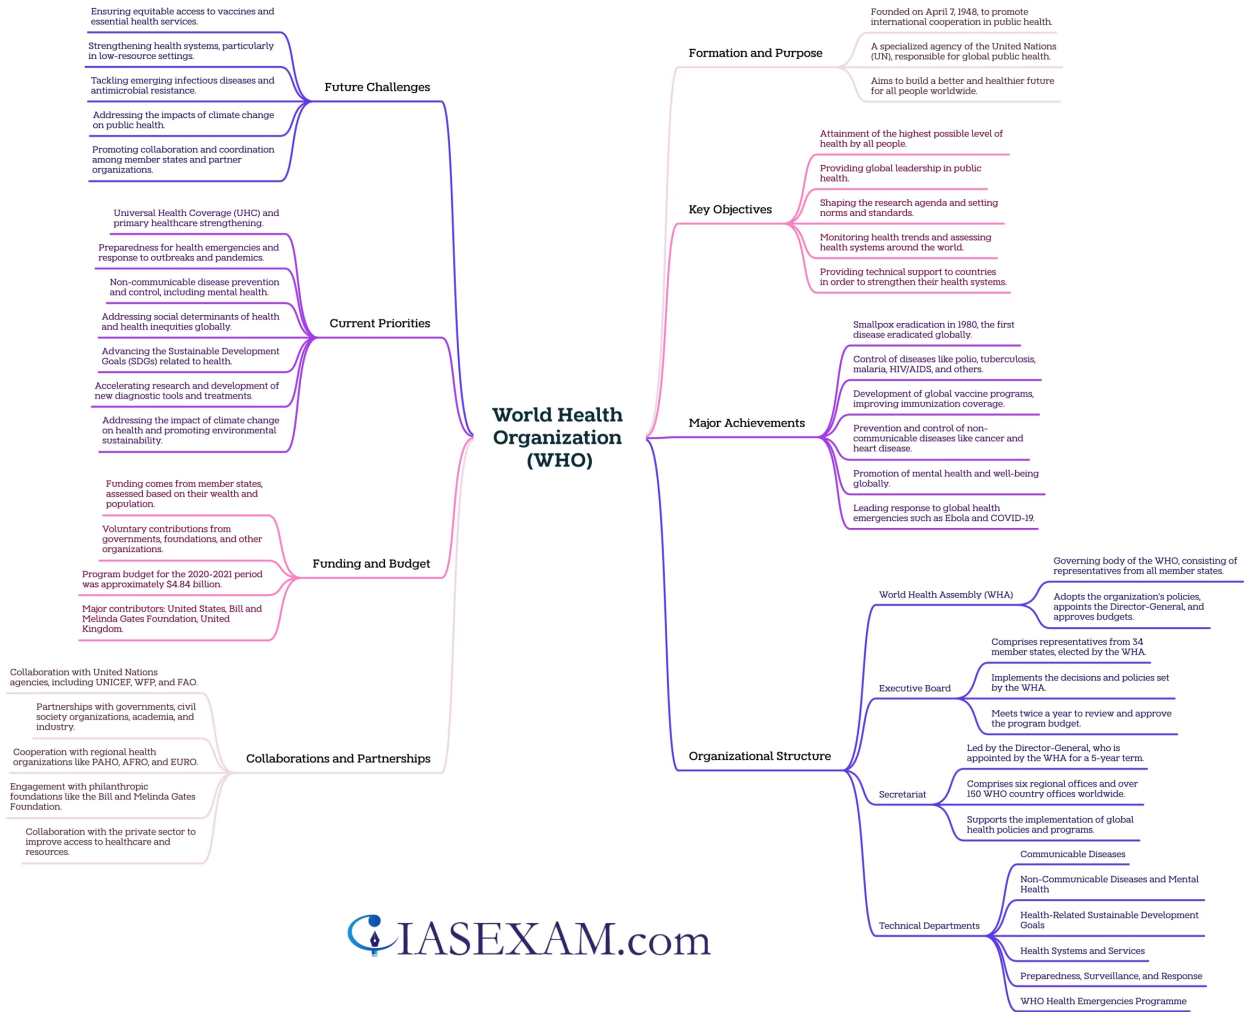 World Health
Organization
(WHO)
Formation and Purpose
Founded on April 7, 1948, to promote
international cooperation in public health.
A specialized agency of the United Nations
(UN), responsible for global public health.
Aims to build a better and healthier future
for all people worldwide.
Key Objectives
Attainment of the highest possible level of
health by all people.
Providing global leadership in public
health.
Shaping the research agenda and setting
norms and standards.
Monitoring health trends and assessing
health systems around the world.
Providing technical support to countries
in order to strengthen their health systems.
Major Achievements
Smallpox eradication in 1980, the first
disease eradicated globally.
Control of diseases like polio, tuberculosis,
malaria, HIV/AIDS, and others.
Development of global vaccine programs,
improving immunization coverage.
Prevention and control of non-
communicable diseases like cancer and
heart disease.
Promotion of mental health and well-being
globally.
Leading response to global health
emergencies such as Ebola and COVID-19.
Organizational Structure
World Health Assembly (WHA)
Governing body of the WHO, consisting of
representatives from all member states.
Adopts the organization's policies,
appoints the Director-General, and
approves budgets.
Executive Board
Comprises representatives from 34
member states, elected by the WHA.
Implements the decisions and policies set
by the WHA.
Meets twice a year to review and approve
the program budget.
Secretariat
Led by the Director-General, who is
appointed by the WHA for a 5-year term.
Comprises six regional offices and over
150 WHO country offices worldwide.
Supports the implementation of global
health policies and programs.
Technical Departments
Communicable Diseases
Non-Communicable Diseases and Mental
Health
Health-Related Sustainable Development
Goals
Health Systems and Services
Preparedness, Surveillance, and Response
WHO Health Emergencies Programme
Future Challenges
Ensuring equitable access to vaccines and
essential health services.
Strengthening health systems, particularly
in low-resource settings.
Tackling emerging infectious diseases and
antimicrobial resistance.
Addressing the impacts of climate change
on public health.
Promoting collaboration and coordination
among member states and partner
organizations.
Current Priorities
Universal Health Coverage (UHC) and
primary healthcare strengthening.
Preparedness for health emergencies and
response to outbreaks and pandemics.
Non-communicable disease prevention
and control, including mental health.
Addressing social determinants of health
and health inequities globally.
Advancing the Sustainable Development
Goals (SDGs) related to health.
Accelerating research and development of
new diagnostic tools and treatments.
Addressing the impact of climate change
on health and promoting environmental
sustainability.
Funding and Budget
Funding comes from member states,
assessed based on their wealth and
population.
Voluntary contributions from
governments, foundations, and other
organizations.
Program budget for the 2020-2021 period
was approximately $4.84 billion.
Major contributors: United States, Bill and
Melinda Gates Foundation, United
Kingdom.
Collaborations and Partnerships
Collaboration with United Nations
agencies, including UNICEF, WFP, and FAO.
Partnerships with governments, civil
society organizations, academia, and
industry.
Cooperation with regional health
organizations like PAHO, AFRO, and EURO.
Engagement with philanthropic
foundations like the Bill and Melinda Gates
Foundation.
Collaboration with the private sector to
improve access to healthcare and
resources.
IASEXAM.com